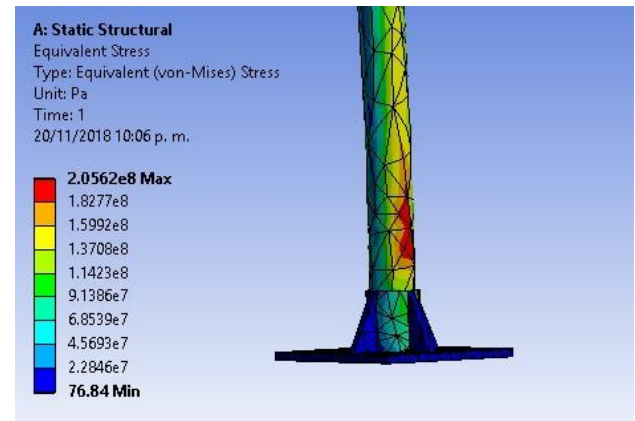 A: Static Structural
Equivalent Stress
Type: Equivalent (von-Mises) Stress
Unit: Pa
Time: 1
20/11/2018 10:06 p. m.
2.0562e8 Max
1.8277e8
1.5992e8
1.3708e8
1.1423e8
9.1386e7
6.8539e7
4.5693e7
2.2846e7
76.84 Min